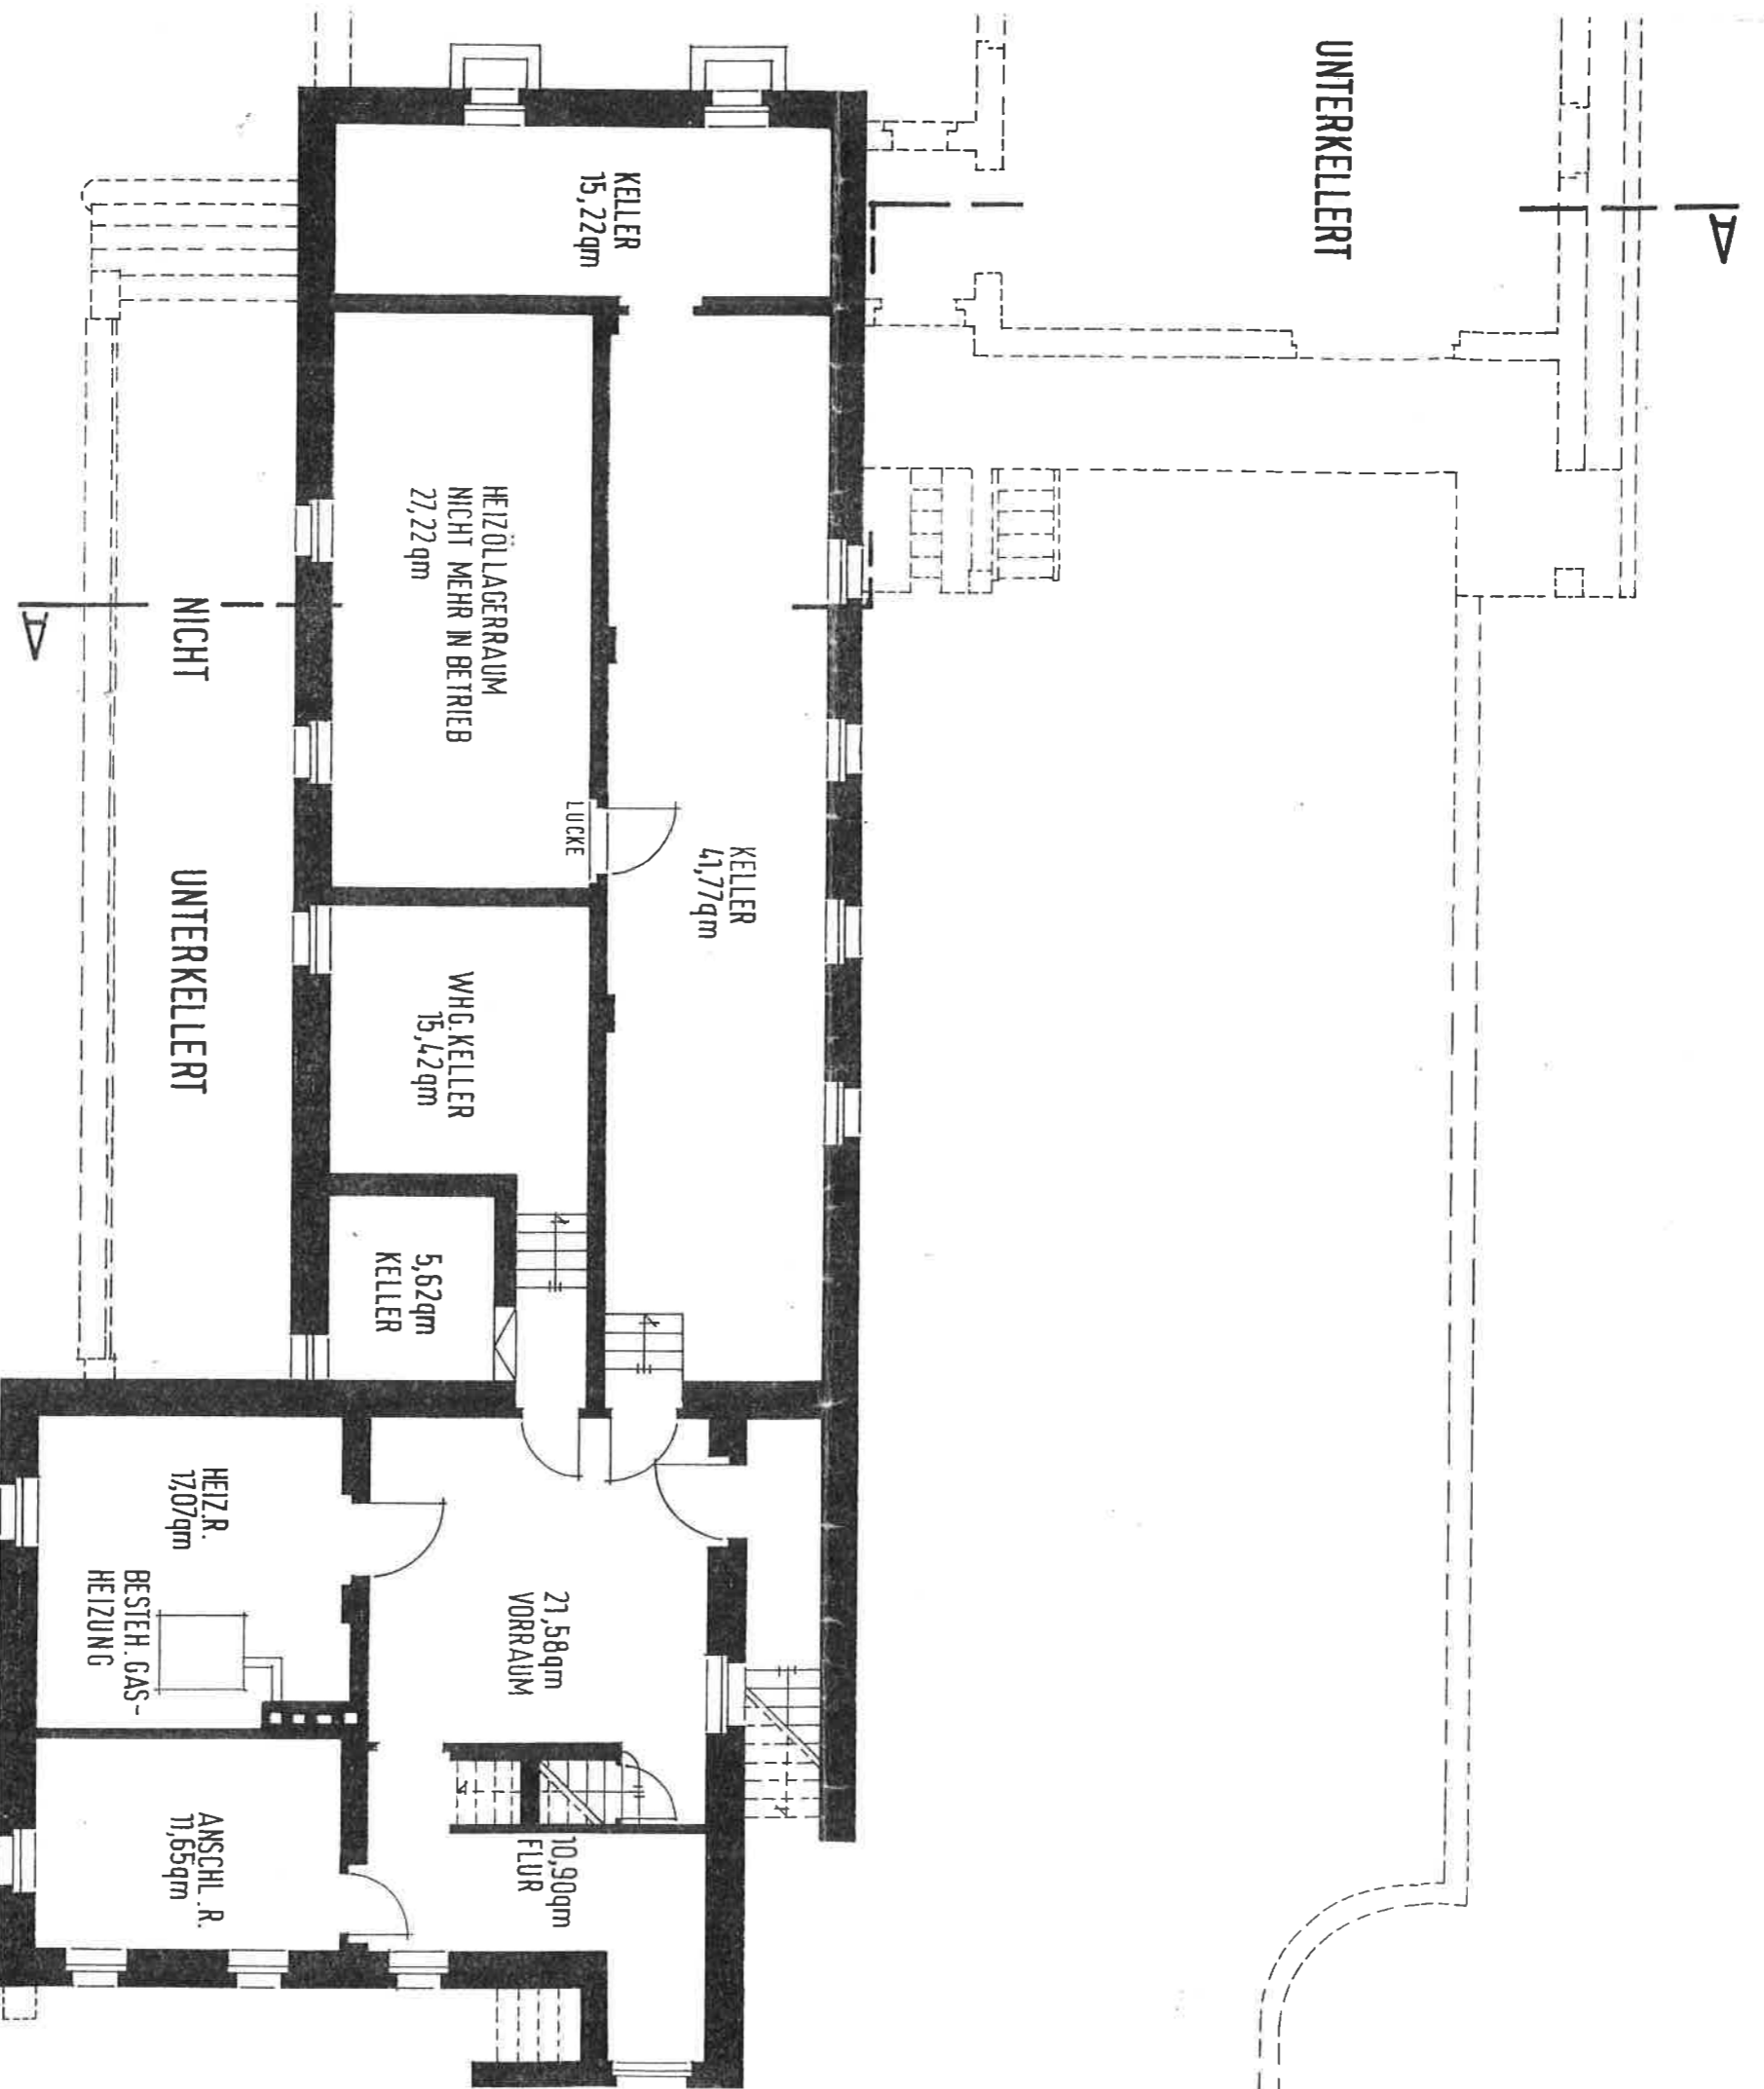 UNTERKELLERT
A
KELLER
15,22qm
HEIZÖLLAGERRAUM
NICHT MEHR IN BETRIEB
27,22qm
LUCKE
KELLER
41,77qm
A
NICHT
UNTERKELLERT
WHG.KELLER
15,42qm
5,62qm
KELLER
HEIZ.R.
17,07qm
BESTEH. GAS-
HEIZUNG
21,58qm
VORRAUM
10,90qm
FLUR
ANSCHL.R.
11,65qm